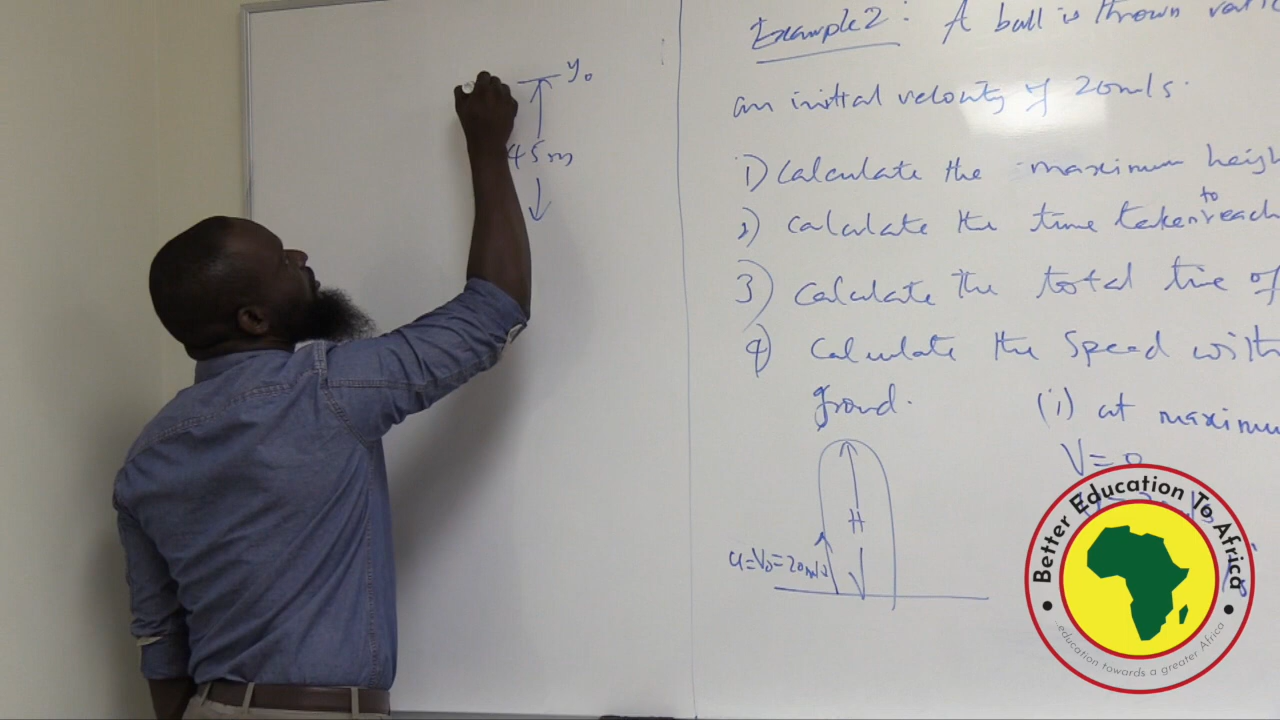 y₀
45m
Example 2: A ball is thrown
an initial velocity of 20m/s.
1) Calculate the maximum heigh
2) Calculate the time taken to reach
3) Calculate the total time of
4) Calculate the Speed with
ground.
(i) at maximum
V=0
H
u=V₀=20m/s
Better Education To Africa
education towards a greater Africa